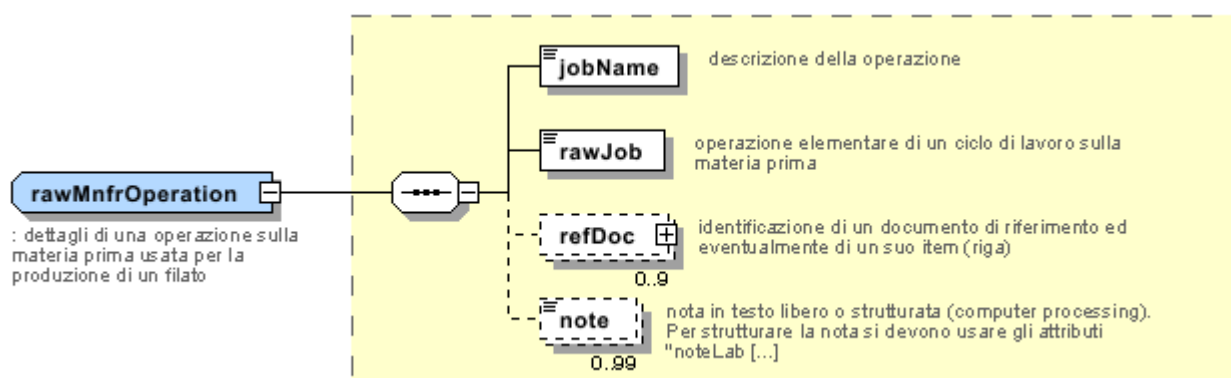 jobName
descrizione della operazione
rawJob
operazione elementare di un ciclo di lavoro sulla
materia prima
rawMnfrOperation
: dettagli di una operazione sulla
materia prima usata per la
produzione di un filato
refDoc
identificazione di un documento di riferimento ed
eventualmente di un suo item (riga)
0..9
note
nota in testo libero o strutturata (computer processing).
Per strutturare la nota si devono usare gli attributi
"noteLab [...]
0..99